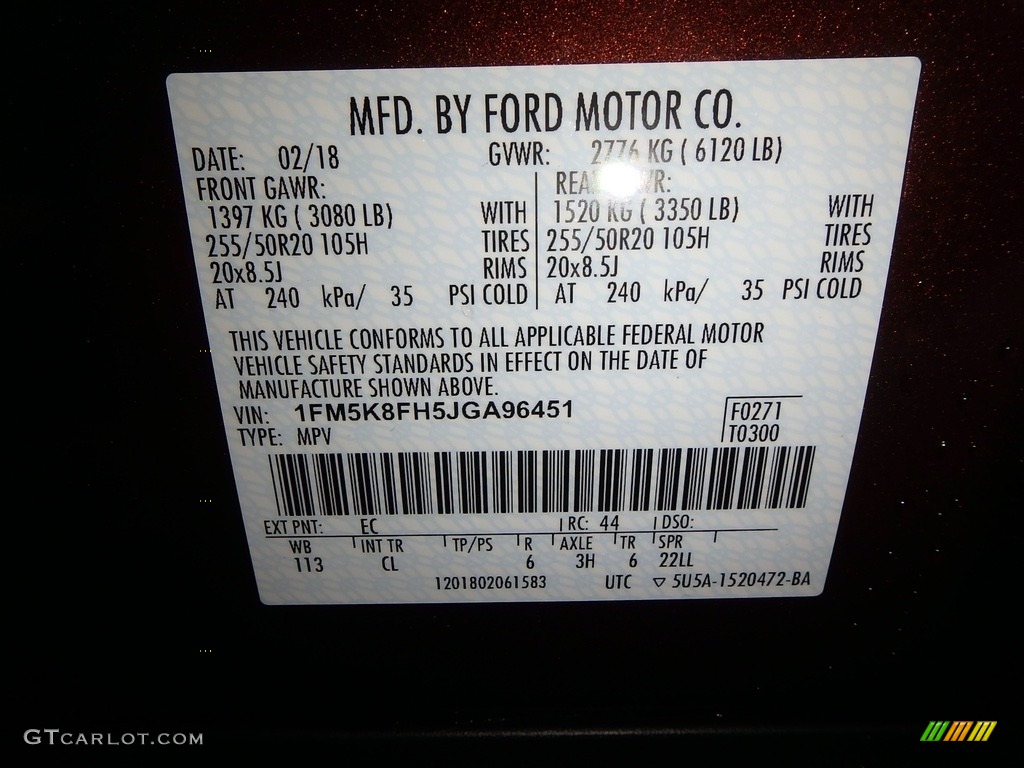 MFD. BY FORD MOTOR CO.
DATE: 02/18 GVWR: 2776 KG ( 6120 LB)
FRONT GAWR: REAR GAWR:
1397 KG ( 3080 LB) WITH 1520 KG ( 3350 LB) WITH
255/50R20 105H TIRES 255/50R20 105H TIRES
20x8.5J RIMS 20x8.5J RIMS
AT 240 kPa/ 35 PSI COLD AT 240 kPa/ 35 PSI COLD
THIS VEHICLE CONFORMS TO ALL APPLICABLE FEDERAL MOTOR
VEHICLE SAFETY STANDARDS IN EFFECT ON THE DATE OF
MANUFACTURE SHOWN ABOVE.
VIN: 1FM5K8FH5JGA96451 F0271
TYPE: MPV T0300
EXT PNT: EC RC: 44 DSO:
WB INT TR TP/PS R AXLE TR SPR
113 CL 6 3H 6 22LL
1201802061583 UTC ▽ 5U5A-1520472-BA
GTCARLOT.COM